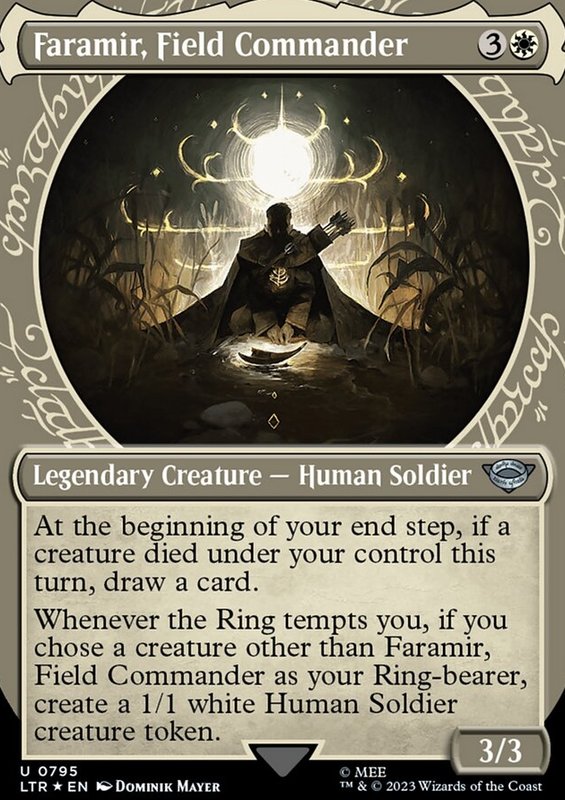 Faramir, Field Commander 3
Legendary Creature — Human Soldier
At the beginning of your end step, if a
creature died under your control this
turn, draw a card.
Whenever the Ring tempts you, if you
chose a creature other than Faramir,
Field Commander as your Ring-bearer,
create a 1/1 white Human Soldier
creature token.
3/3
U 0795
LTR ★ EN Dominik Mayer
© MEE
™ & © 2023 Wizards of the Coast